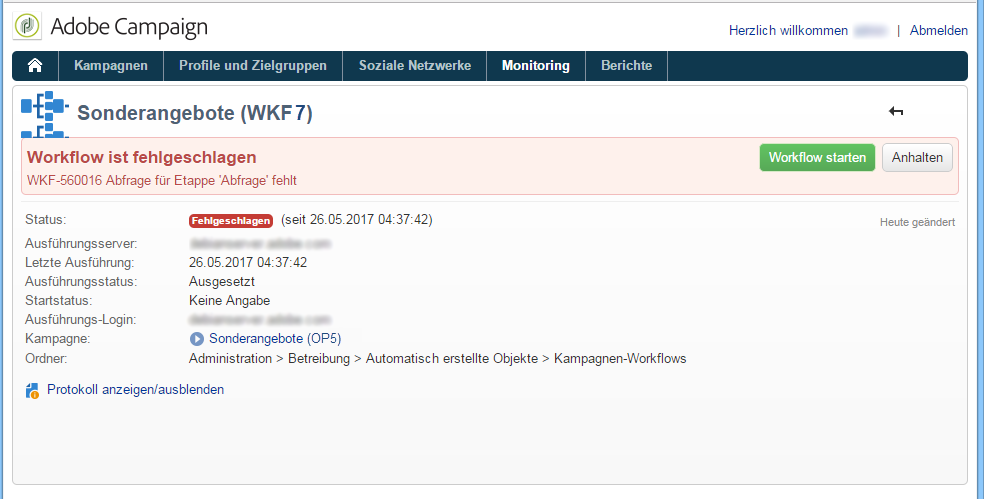 Adobe Campaign
Herzlich willkommen | Abmelden
Kampagnen Profile und Zielgruppen Soziale Netzwerke Monitoring Berichte
Sonderangebote (WKF7)
Workflow ist fehlgeschlagen
WKF-560016 Abfrage für Etappe 'Abfrage' fehlt
Workflow starten Anhalten
Status: Fehlgeschlagen (seit 26.05.2017 04:37:42)
Heute geändert
Ausführungsserver:
Letzte Ausführung: 26.05.2017 04:37:42
Ausführungsstatus: Ausgesetzt
Startstatus: Keine Angabe
Ausführungs-Login:
Kampagne: Sonderangebote (OP5)
Ordner: Administration > Betreibung > Automatisch erstellte Objekte > Kampagnen-Workflows
Protokoll anzeigen/ausblenden